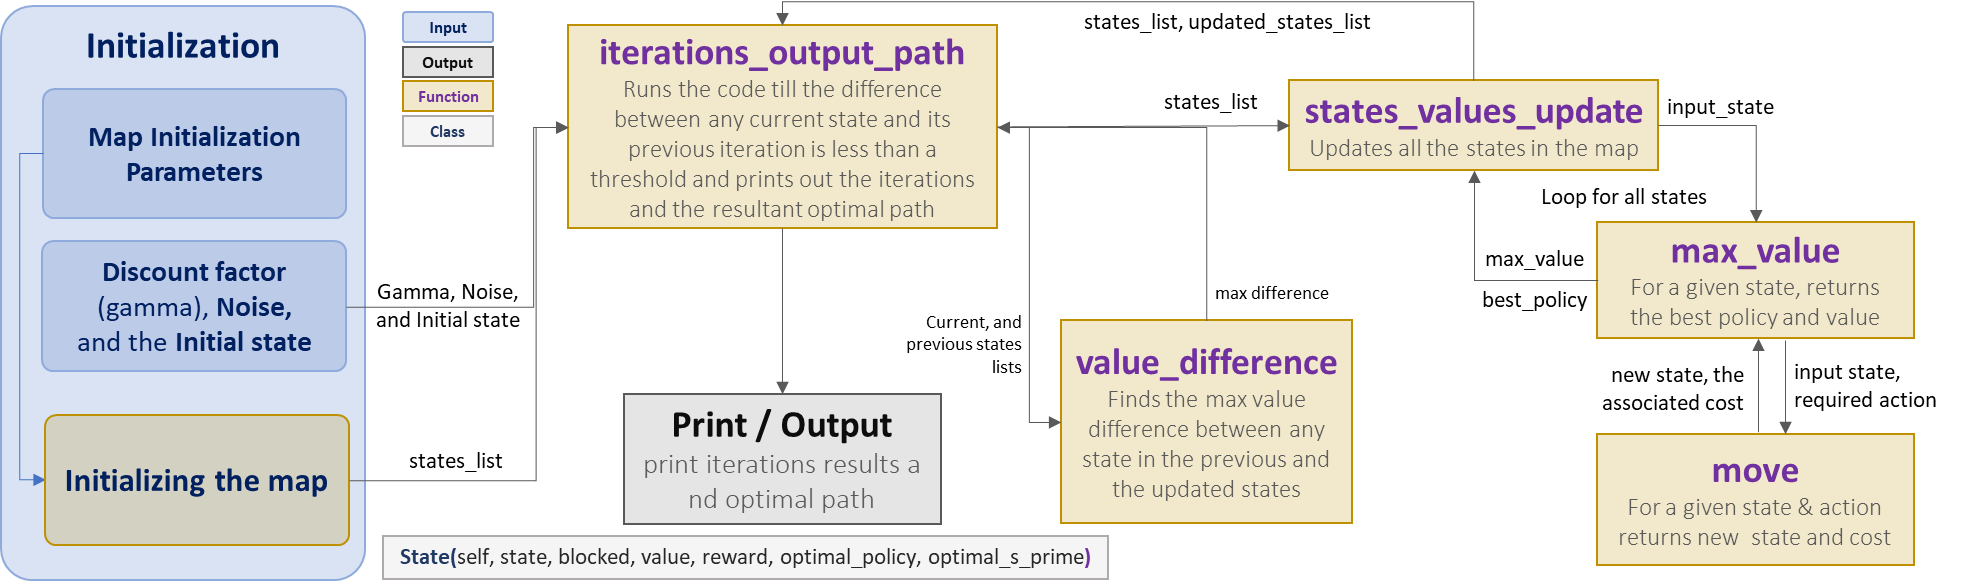 Initialization
Map Initialization
Parameters
Discount factor
(gamma), Noise,
and the Initial state
Initializing the map
Input
Output
Function
Class
Gamma, Noise,
and Initial state
states_list
iterations_output_path
Runs the code till the difference
between any current state and its
previous iteration is less than a
threshold and prints out the iterations
and the resultant optimal path
Print / Output
print iterations results a
nd optimal path
State(self, state, blocked, value, reward, optimal_policy, optimal_s_prime)
states_list, updated_states_list
states_list
Current, and
previous states
lists
max difference
value_difference
Finds the max value
difference between any
state in the previous and
the updated states
states_values_update
Updates all the states in the map
input_state
Loop for all states
max_value
best_policy
max_value
For a given state, returns
the best policy and value
new state, the
associated cost
input state,
required action
move
For a given state & action
returns new state and cost